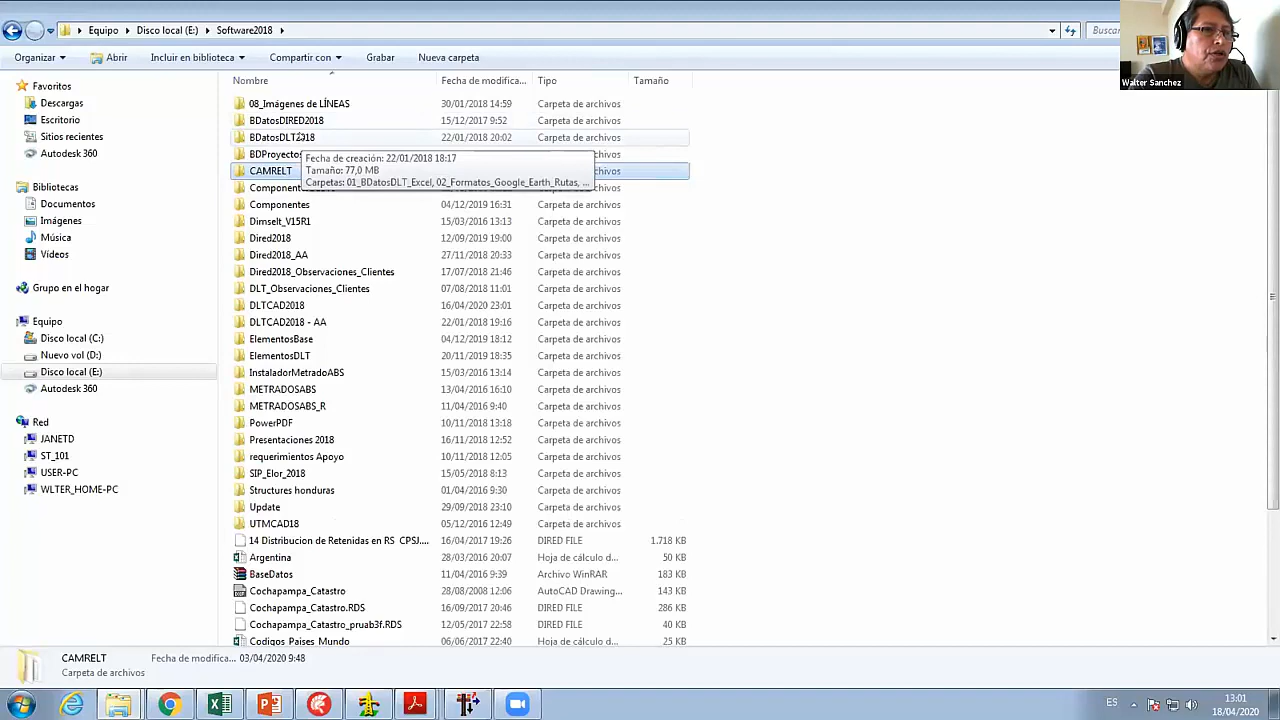 Equipo ▸ Disco local (E:) ▸ Software2018 ▸
Buscar
Walter Sanchez
Organizar Abrir Incluir en biblioteca Compartir con Grabar Nueva carpeta
Nombre Fecha de modifica... Tipo Tamaño
Favoritos
Descargas
Escritorio
Sitios recientes
Autodesk 360
Bibliotecas
Documentos
Imágenes
Música
Vídeos
Grupo en el hogar
Equipo
Disco local (C:)
Nuevo vol (D:)
Disco local (E:)
Autodesk 360
Red
JANETD
ST_101
USER-PC
WLTER_HOME-PC
08_Imágenes de LÍNEAS 30/01/2018 14:59 Carpeta de archivos
BDatosDIRED2018 15/12/2017 9:52 Carpeta de archivos
BDatosDLT2018 22/01/2018 20:02 Carpeta de archivos
BDProyectos
Fecha de creación: 22/01/2018 18:17
Tamaño: 77,0 MB
Carpetas: 01_BDatosDLT_Excel, 02_Formatos_Google_Earth_Rutas, ...
archivos
CAMRELT archivos
archivos
Componentes 04/12/2019 16:31 Carpeta de archivos
Dimselt_V15R1 15/03/2016 13:13 Carpeta de archivos
Dired2018 12/09/2019 19:00 Carpeta de archivos
Dired2018_AA 27/11/2018 20:33 Carpeta de archivos
Dired2018_Observaciones_Clientes 17/07/2018 21:46 Carpeta de archivos
DLT_Observaciones_Clientes 07/08/2018 11:01 Carpeta de archivos
DLTCAD2018 16/04/2020 23:01 Carpeta de archivos
DLTCAD2018 - AA 22/01/2018 19:16 Carpeta de archivos
ElementosBase 04/12/2019 18:12 Carpeta de archivos
ElementosDLT 20/11/2019 18:35 Carpeta de archivos
InstaladorMetradoABS 15/03/2016 13:14 Carpeta de archivos
METRADOSABS 13/04/2016 16:10 Carpeta de archivos
METRADOSABS_R 11/04/2016 9:40 Carpeta de archivos
PowerPDF 10/11/2018 13:18 Carpeta de archivos
Presentaciones 2018 16/11/2018 12:52 Carpeta de archivos
requerimientos Apoyo 10/11/2018 12:05 Carpeta de archivos
SIP_Elor_2018 15/05/2018 8:13 Carpeta de archivos
Structures honduras 01/04/2016 9:30 Carpeta de archivos
Update 29/09/2018 23:10 Carpeta de archivos
UTMCAD18 05/12/2016 12:49 Carpeta de archivos
14 Distribucion de Retenidas en RS CPSJ.... 16/04/2017 19:26 DIRED FILE 1.718 KB
Argentina 28/03/2016 20:07 Hoja de cálculo d... 50 KB
BaseDatos 11/04/2016 9:39 Archivo WinRAR 183 KB
Cochapampa_Catastro 28/08/2008 12:06 AutoCAD Drawing... 143 KB
Cochapampa_Catastro.RDS 16/09/2017 20:46 DIRED FILE 286 KB
Cochapampa_Catastro_pruab3f.RDS 12/05/2017 22:58 DIRED FILE 40 KB
Codigos_Paises_Mundo 06/06/2017 22:40 Hoja de cálculo d... 25 KB
CAMRELT Fecha de modifica... 03/04/2020 9:48
Carpeta de archivos
ES
13:01
18/04/2020